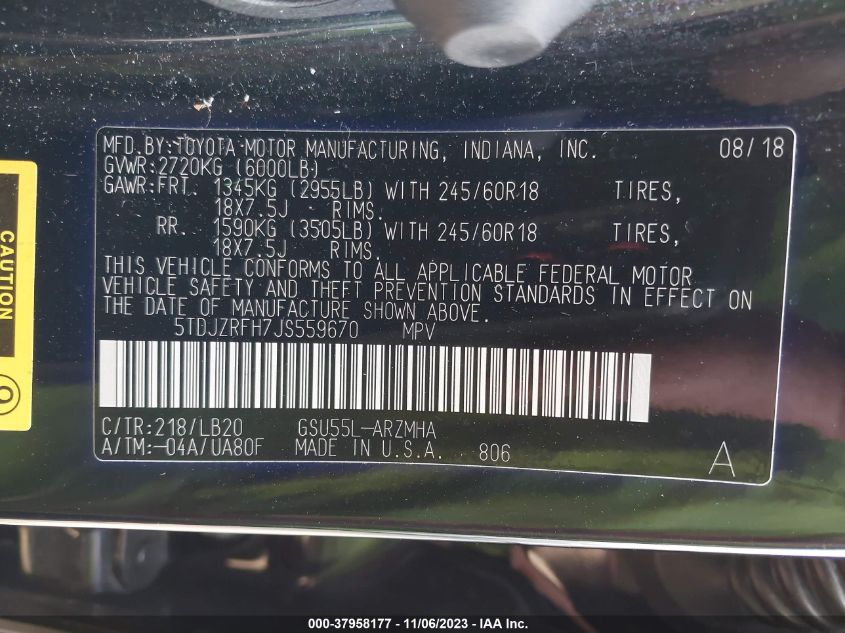 MFD.BY:TOYOTA MOTOR MANUFACTURING, INDIANA, INC. 08/18
GVWR:2720KG (6000LB)
GAWR:FRT. 1345KG (2955LB) WITH 245/60R18 TIRES,
18X7.5J RIMS.
RR. 1590KG (3505LB) WITH 245/60R18 TIRES,
18X7.5J RIMS.
THIS VEHICLE CONFORMS TO ALL APPLICABLE FEDERAL MOTOR
VEHICLE SAFETY AND THEFT PREVENTION STANDARDS IN EFFECT ON
THE DATE OF MANUFACTURE SHOWN ABOVE.
5TDJZRFH7JS559670 MPV
C/TR:218/LB20 GSU55L-ARZMHA
A/TM:-04A/UA80F MADE IN U.S.A. 806 A
CAUTION
000-37958177 - 11/06/2023 - IAA Inc.